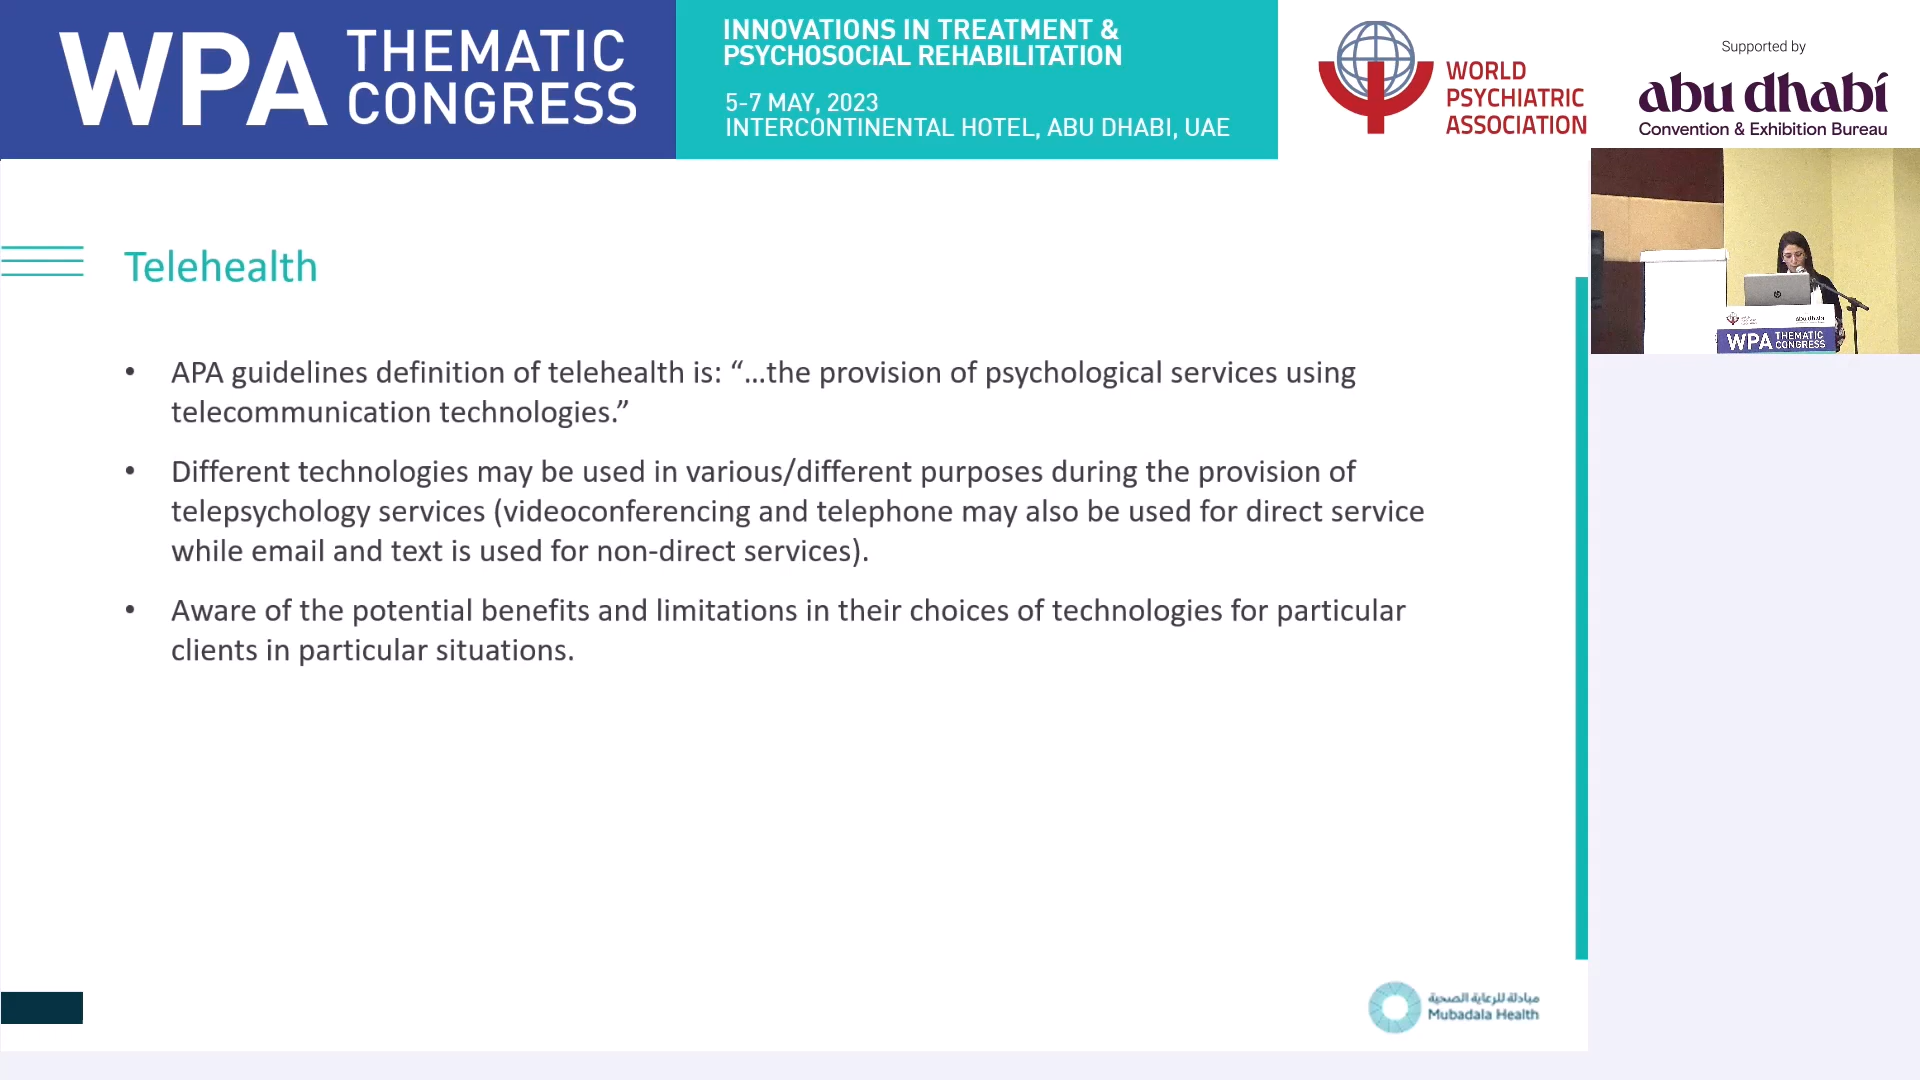 WPA THEMATIC CONGRESS
INNOVATIONS IN TREATMENT &
PSYCHOSOCIAL REHABILITATION
5-7 MAY, 2023
INTERCONTINENTAL HOTEL, ABU DHABI, UAE
WORLD
PSYCHIATRIC
ASSOCIATION
Supported by
abu dhabi
Convention & Exhibition Bureau
Telehealth
• APA guidelines definition of telehealth is: “...the provision of psychological services using
telecommunication technologies.”
• Different technologies may be used in various/different purposes during the provision of
telepsychology services (videoconferencing and telephone may also be used for direct service
while email and text is used for non-direct services).
• Aware of the potential benefits and limitations in their choices of technologies for particular
clients in particular situations.
abu dhabi
WPA THEMATIC CONGRESS
مبادلة للرعاية الصحية
Mubadala Health